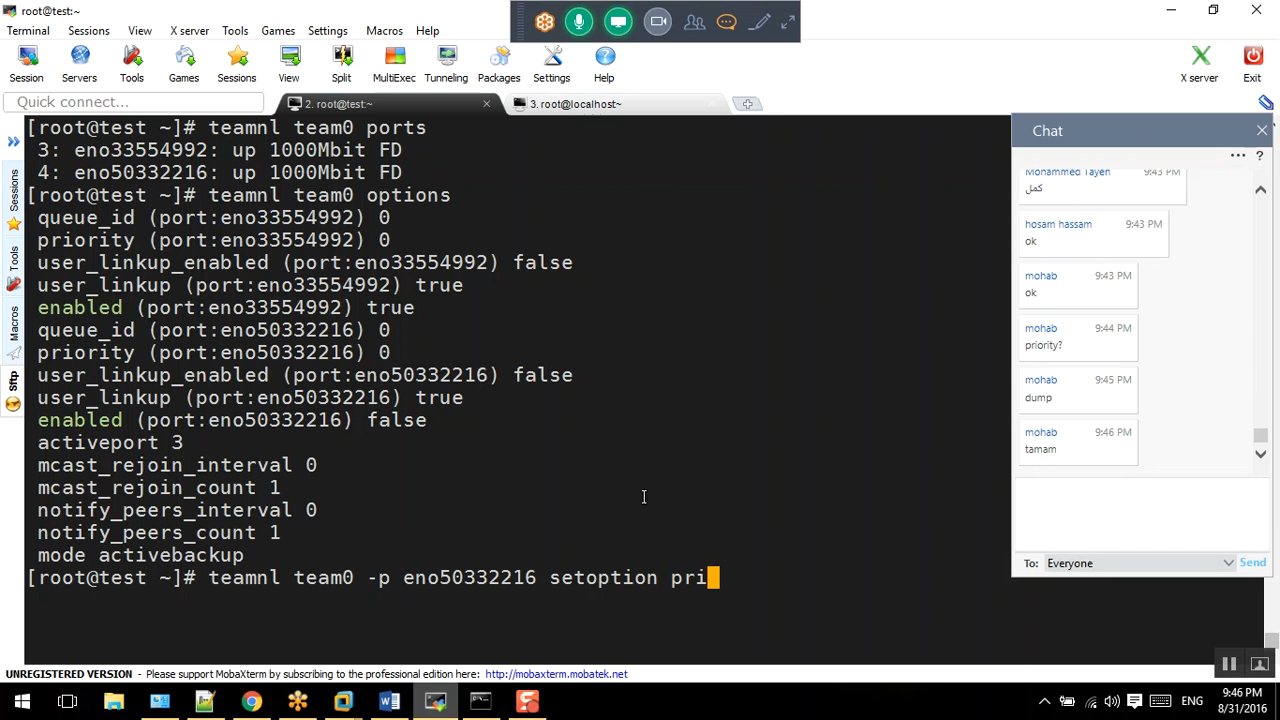 root@test:~
Terminal Sessions View X server Tools Games Settings Macros Help
Session Servers Tools Games Sessions View Split MultiExec Tunneling Packages Settings Help X server Exit
Quick connect...
2. root@test:~
3. root@localhost~
Sessions
Tools
Macros
Sftp
[root@test ~]# teamnl team0 ports
3: eno33554992: up 1000Mbit FD
4: eno50332216: up 1000Mbit FD
[root@test ~]# teamnl team0 options
queue_id (port:eno33554992) 0
priority (port:eno33554992) 0
user_linkup_enabled (port:eno33554992) false
user_linkup (port:eno33554992) true
enabled (port:eno33554992) true
queue_id (port:eno50332216) 0
priority (port:eno50332216) 0
user_linkup_enabled (port:eno50332216) false
user_linkup (port:eno50332216) true
enabled (port:eno50332216) false
activeport 3
mcast_rejoin_interval 0
mcast_rejoin_count 1
notify_peers_interval 0
notify_peers_count 1
mode activebackup
[root@test ~]# teamnl team0 -p eno50332216 setoption pri
Chat
... ?
Mohammed Tayeh 9:43 PM
كمل
hosam hassam 9:43 PM
ok
mohab 9:43 PM
ok
mohab 9:44 PM
priority?
mohab 9:45 PM
dump
mohab 9:46 PM
tamam
To: Everyone Send
UNREGISTERED VERSION - Please support MobaXterm by subscribing to the professional edition here: http://mobaxterm.mobatek.net
ENG
9:46 PM
8/31/2016